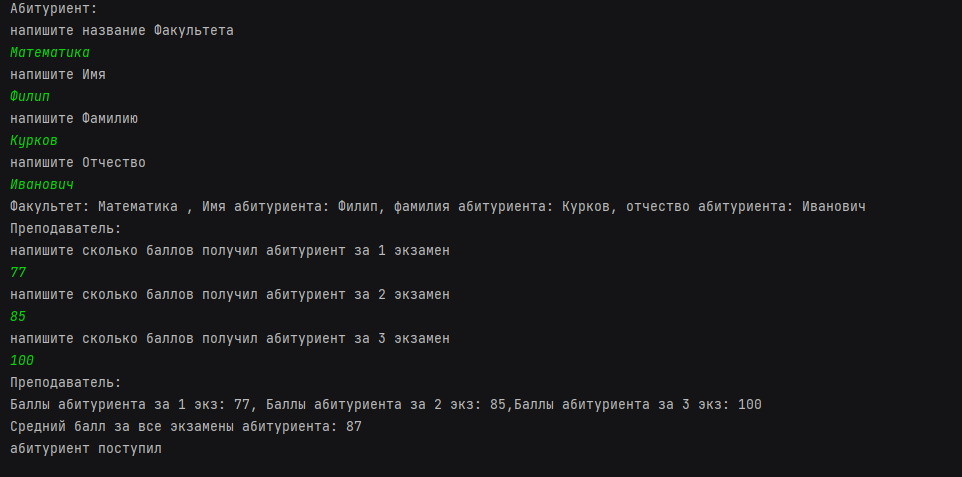 Абитуриент:
напишите название Факультета
Математика
напишите Имя
Филип
напишите Фамилию
Курков
напишите Отчество
Иванович
Факультет: Математика , Имя абитуриента: Филип, фамилия абитуриента: Курков, отчество абитуриента: Иванович
Преподаватель:
напишите сколько баллов получил абитуриент за 1 экзамен
77
напишите сколько баллов получил абитуриент за 2 экзамен
85
напишите сколько баллов получил абитуриент за 3 экзамен
100
Преподаватель:
Баллы абитуриента за 1 экз: 77, Баллы абитуриента за 2 экз: 85,Баллы абитуриента за 3 экз: 100
Средний балл за все экзамены абитуриента: 87
абитуриент поступил